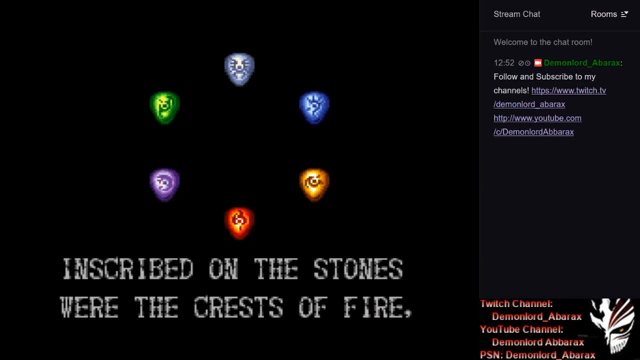 INSCRIBED ON THE STONES
WERE THE CRESTS OF FIRE,
Stream Chat
Rooms
Welcome to the chat room!
12:52 Demonlord_Abarax:
Follow and Subscribe to my
channels! https://www.twitch.tv
/demonlord_abarax
http://www.youtube.com
/c/DemonlordAbbarax
Twitch Channel:
Demonlord_Abarax
YouTube Channel:
Demonlord Abbarax
PSN: Demonlord_Abarax